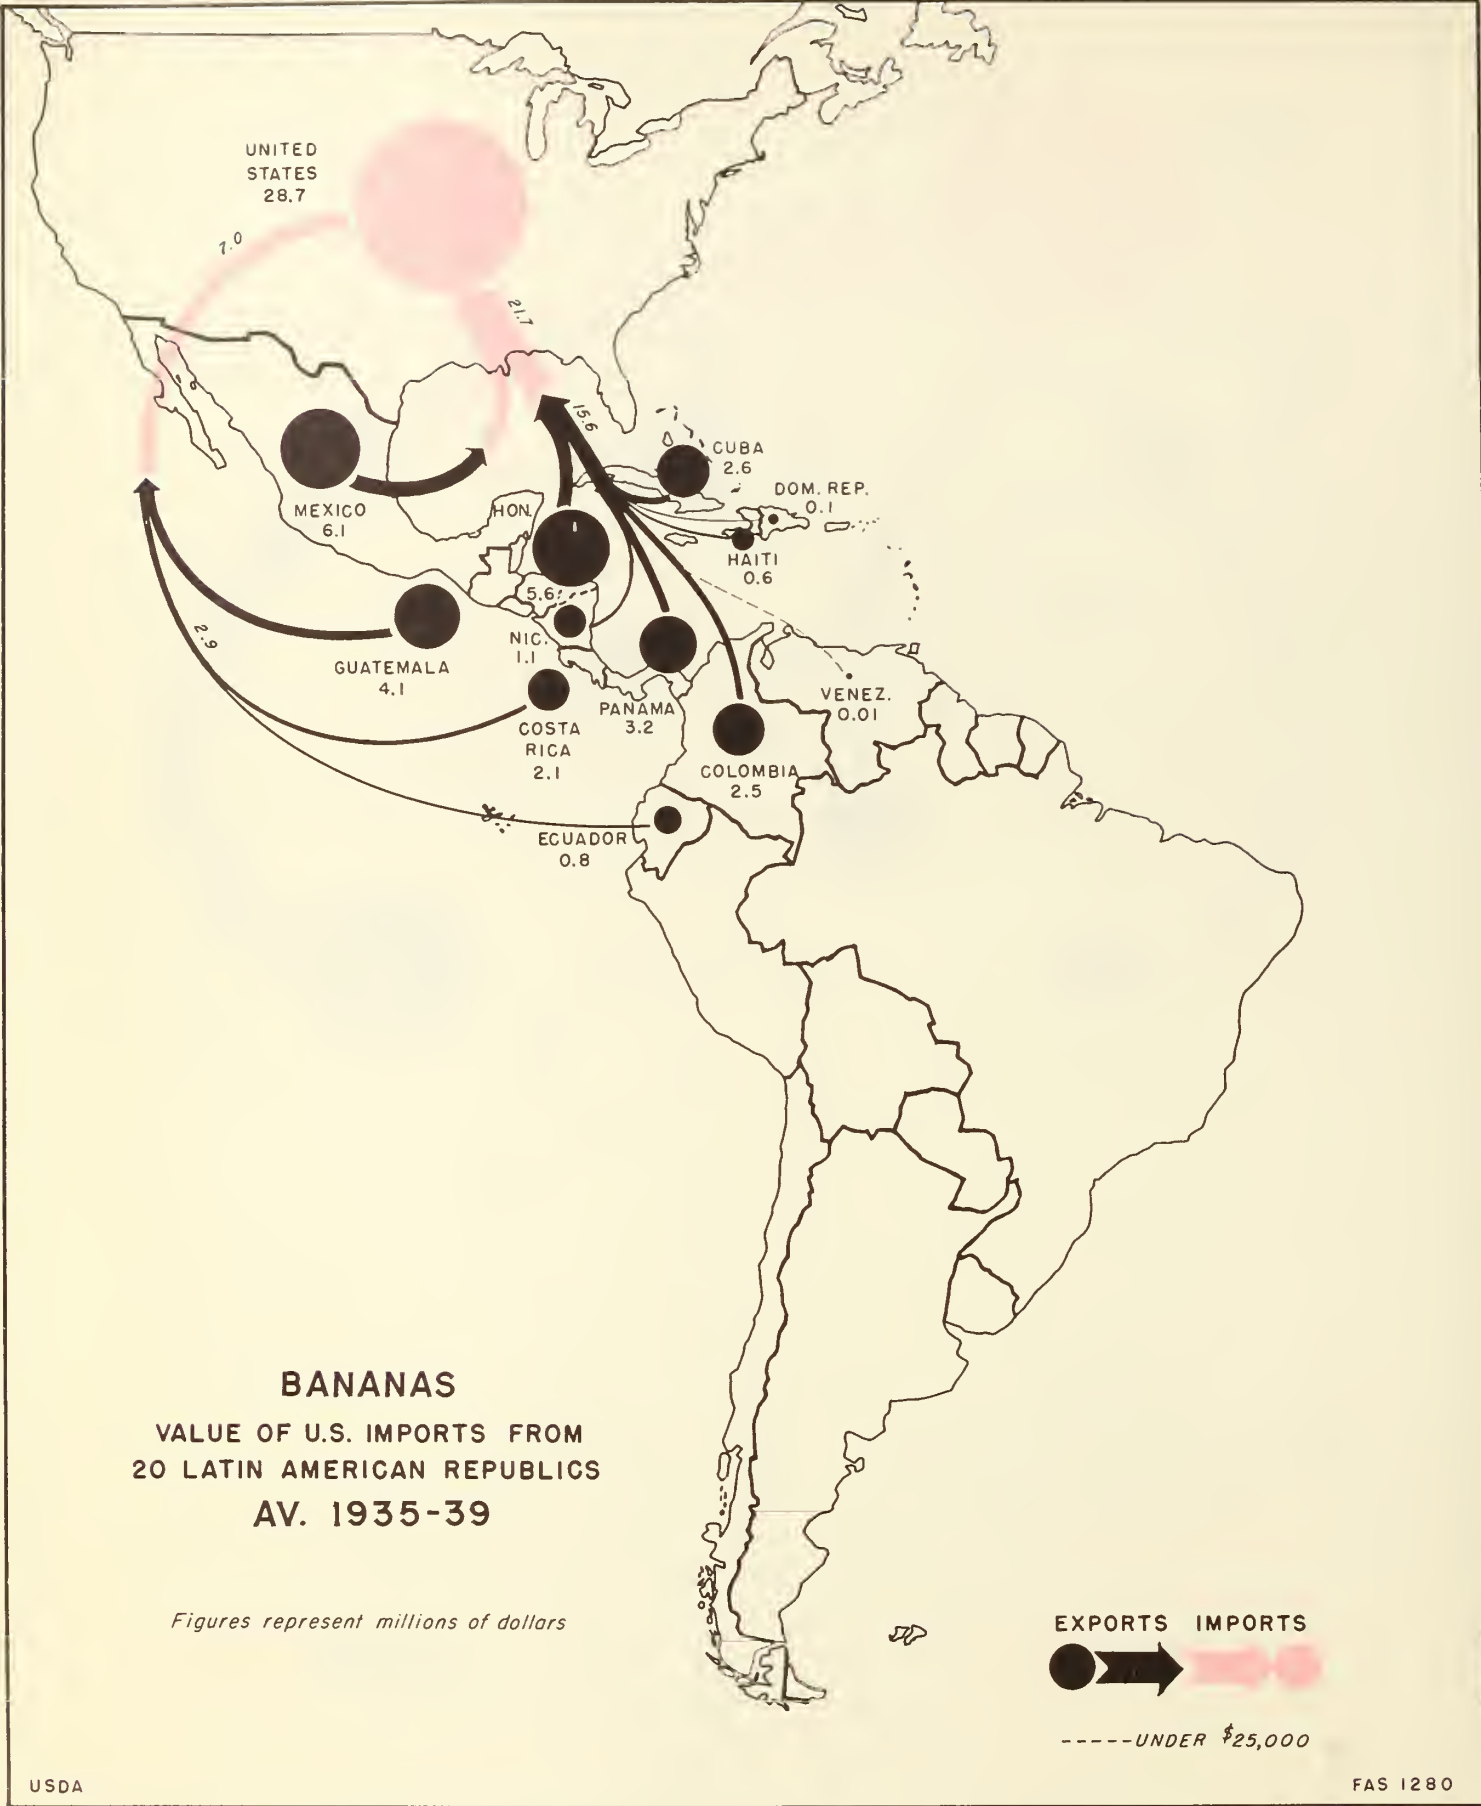 UNITED
STATES
28.7
7.0
21.7
15.6
CUBA
2.6
DOM. REP.
0.1
MEXICO
6.1
HON.
HAITI
0.6
5.6
NIC.
1.1
2.9
GUATEMALA
4.1
PANAMA
3.2
VENEZ.
0.01
COSTA
RICA
2.1
COLOMBIA
2.5
ECUADOR
0.8
BANANAS
VALUE OF U.S. IMPORTS FROM
20 LATIN AMERICAN REPUBLICS
AV. 1935-39
Figures represent millions of dollars
EXPORTS IMPORTS
-----UNDER $25,000
USDA
FAS 1280